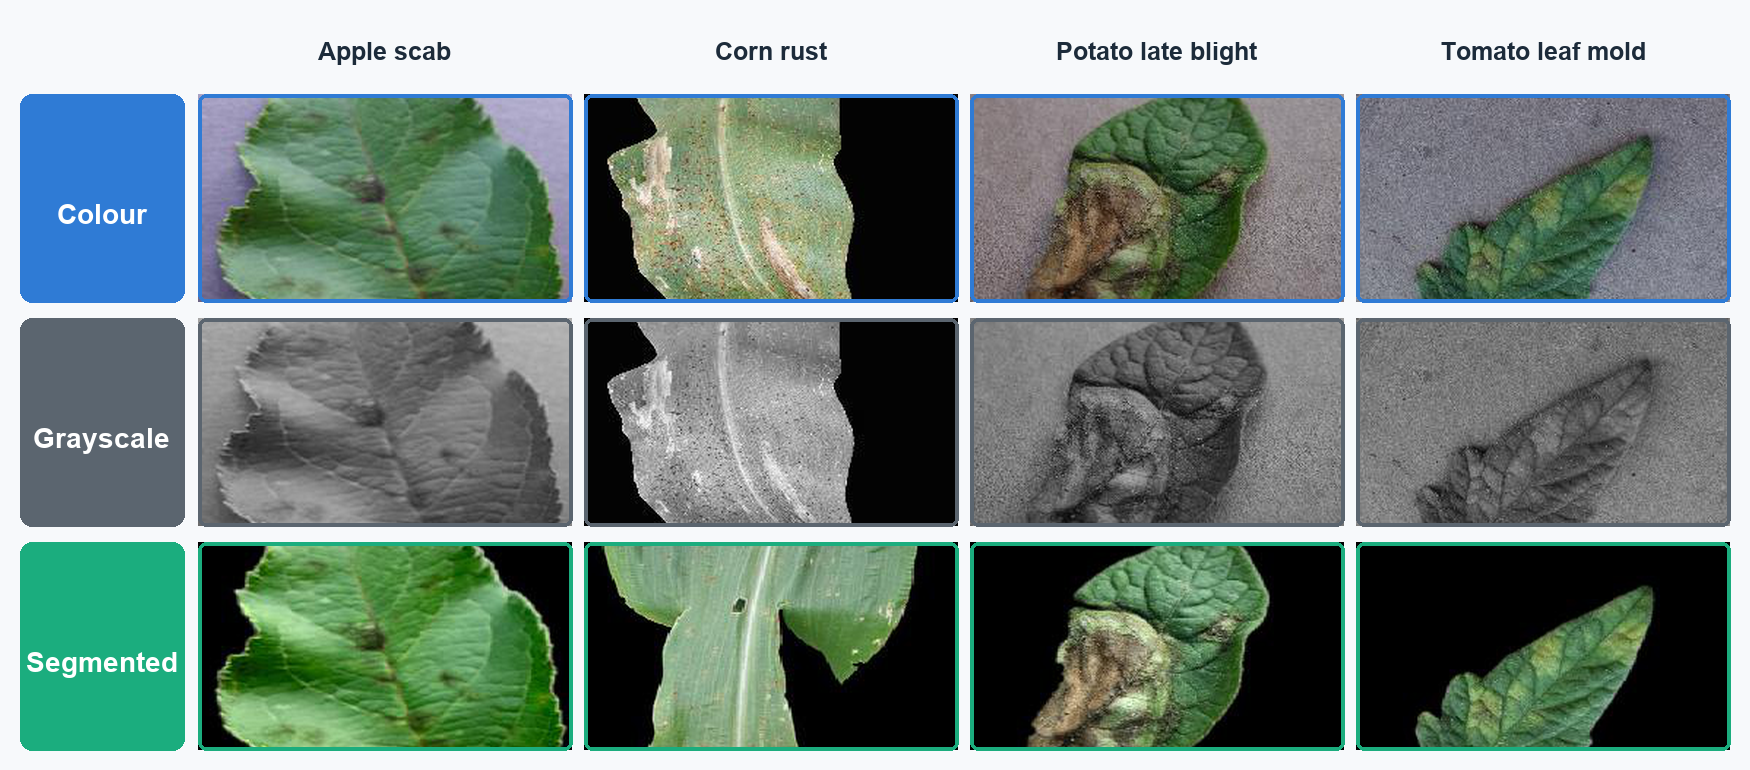 Apple scab
Corn rust
Potato late blight
Tomato leaf mold
Colour
Grayscale
Segmented